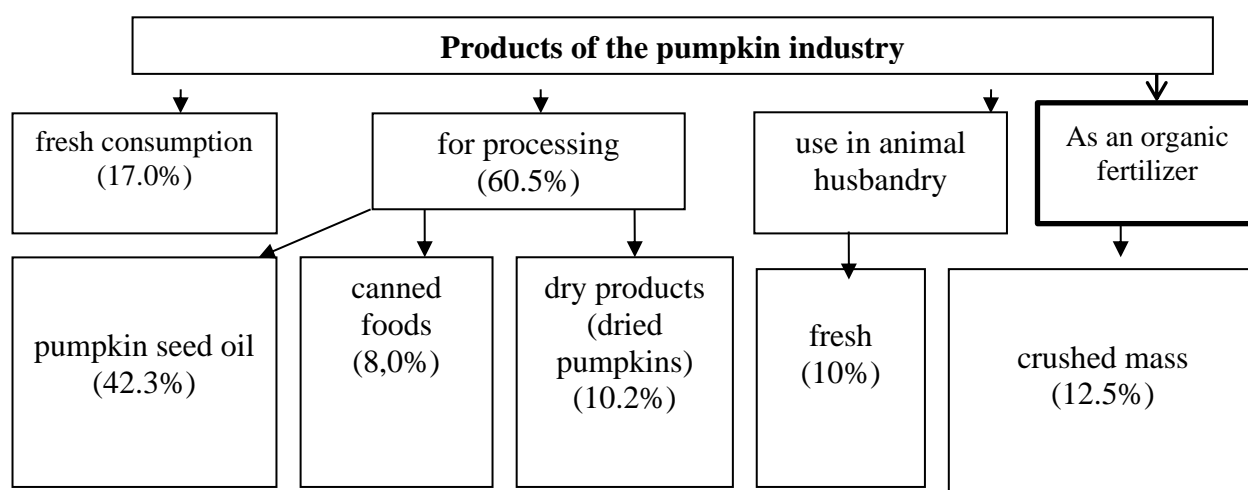 Products of the pumpkin industry
fresh consumption
(17.0%)
for processing
(60.5%)
use in animal
husbandry
As an organic
fertilizer
pumpkin seed oil
(42.3%)
canned
foods
(8,0%)
dry products
(dried
pumpkins)
(10.2%)
fresh
(10%)
crushed mass
(12.5%)